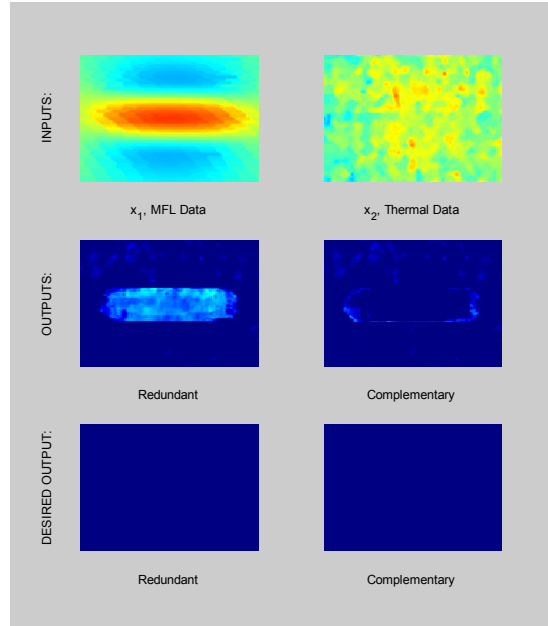 INPUTS:
x1, MFL Data
x2, Thermal Data
OUTPUTS:
Redundant
Complementary
DESIRED OUTPUT:
Redundant
Complementary